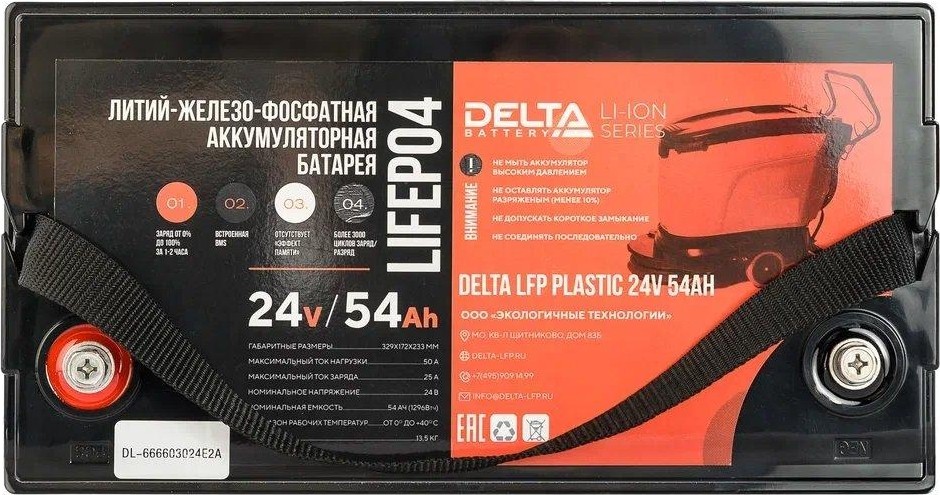 ЛИТИЙ-ЖЕЛЕЗО-ФОСФАТНАЯ
АККУМУЛЯТОРНАЯ
БАТАРЕЯ
LIFEPO4
01.
ЗАРЯД ОТ 0%
ДО 100%
ЗА 1-2 ЧАСА
02.
ВСТРОЕННАЯ
BMS
03.
ОТСУТСТВУЕТ
«ЭФФЕКТ
ПАМЯТИ»
04.
БОЛЕЕ 3000
ЦИКЛОВ ЗАРЯД/
РАЗРЯД
24V/54Ah
ГАБАРИТНЫЕ РАЗМЕРЫ 329X172X233 ММ
МАКСИМАЛЬНЫЙ ТОК НАГРУЗКИ 50 А
МАКСИМАЛЬНЫЙ ТОК ЗАРЯДА 25 А
НОМИНАЛЬНОЕ НАПРЯЖЕНИЕ 24 В
НОМИНАЛЬНАЯ ЕМКОСТЬ 54 АЧ (1296Вт·ч)
РАБОЧИХ ТЕМПЕРАТУР ОТ 0° ДО +40° С
13,5 КГ
DELTA
BATTERY
LI-ION
SERIES
ВНИМАНИЕ
НЕ МЫТЬ АККУМУЛЯТОР
ВЫСОКИМ ДАВЛЕНИЕМ
НЕ ОСТАВЛЯТЬ АККУМУЛЯТОР
РАЗРЯЖЕНЫМ (МЕНЕЕ 10%)
НЕ ДОПУСКАТЬ КОРОТКОЕ ЗАМЫКАНИЕ
НЕ СОЕДИНЯТЬ ПОСЛЕДОВАТЕЛЬНО
DELTA LFP PLASTIC 24V 54AH
ООО «ЭКОЛОГИЧНЫЕ ТЕХНОЛОГИИ»
МО, КВ-Л ЩИТНИКОВО, ДОМ 83Б
DELTA-LFP.RU
+7(495)909 14 99
INFO@DELTA-LFP.RU
EAC
DL-666603024E2A
NEG